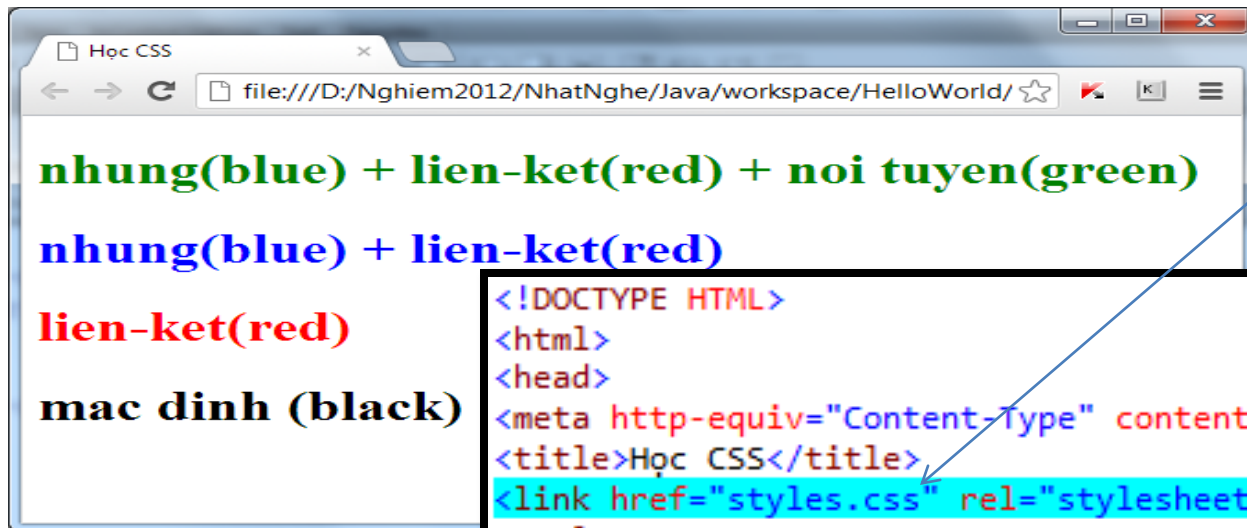 Học CSS
file:///D:/Nghiem2012/NhatNghe/Java/workspace/HelloWorld/
nhung(blue) + lien-ket(red) + noi tuyen(green)
nhung(blue) + lien-ket(red)
lien-ket(red)
mac dinh (black)
<!DOCTYPE HTML>
<html>
<head>
<meta http-equiv="Content-Type" content
<title>Học CSS</title>
<link href="styles.css" rel="stylesheet